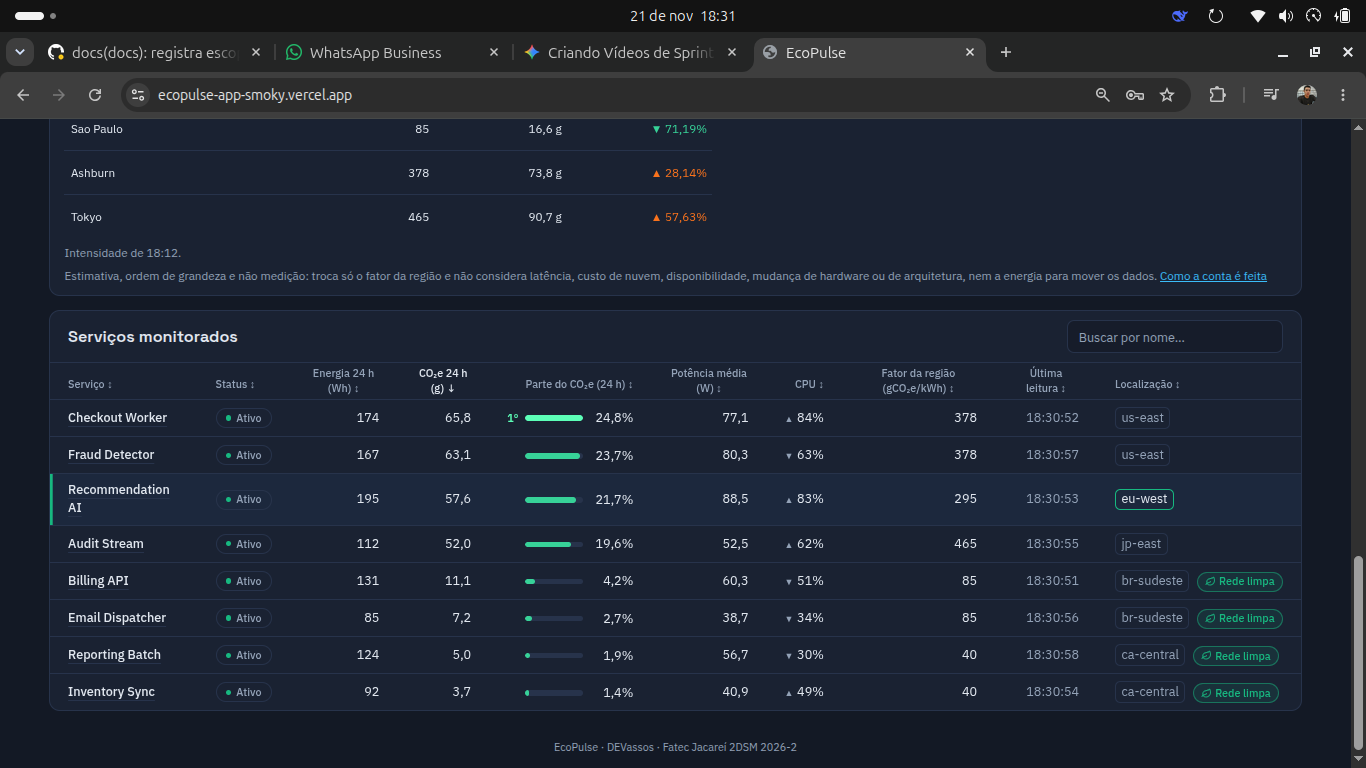 21 de nov 18:31
docs(docs): registra esco
WhatsApp Business
Criando Vídeos de Sprint
EcoPulse
ecopulse-app-smoky.vercel.app
Sao Paulo 85 16,6 g ▼ 71,19%
Ashburn 378 73,8 g ▲ 28,14%
Tokyo 465 90,7 g ▲ 57,63%
Intensidade de 18:12.
Estimativa, ordem de grandeza e não medição: troca só o fator da região e não considera latência, custo de nuvem, disponibilidade, mudança de hardware ou de arquitetura, nem a energia para mover os dados. Como a conta é feita
Serviços monitorados
Buscar por nome...
Serviço ↕ Status ↕ Energia 24 h (Wh) ↕ CO₂e 24 h (g) ↓ Parte do CO₂e (24 h) ↕ Potência média (W) ↕ CPU ↕ Fator da região (gCO₂e/kWh) ↕ Última leitura ↕ Localização ↕
Checkout Worker Ativo 174 65,8 1º 24,8% 77,1 ▲ 84% 378 18:30:52 us-east
Fraud Detector Ativo 167 63,1 23,7% 80,3 ▼ 63% 378 18:30:57 us-east
Recommendation AI Ativo 195 57,6 21,7% 88,5 ▲ 83% 295 18:30:53 eu-west
Audit Stream Ativo 112 52,0 19,6% 52,5 ▲ 62% 465 18:30:55 jp-east
Billing API Ativo 131 11,1 4,2% 60,3 ▼ 51% 85 18:30:51 br-sudeste Rede limpa
Email Dispatcher Ativo 85 7,2 2,7% 38,7 ▼ 34% 85 18:30:56 br-sudeste Rede limpa
Reporting Batch Ativo 124 5,0 1,9% 56,7 ▼ 30% 40 18:30:58 ca-central Rede limpa
Inventory Sync Ativo 92 3,7 1,4% 40,9 ▲ 49% 40 18:30:54 ca-central Rede limpa
EcoPulse · DEVassos · Fatec Jacareí 2DSM 2026-2